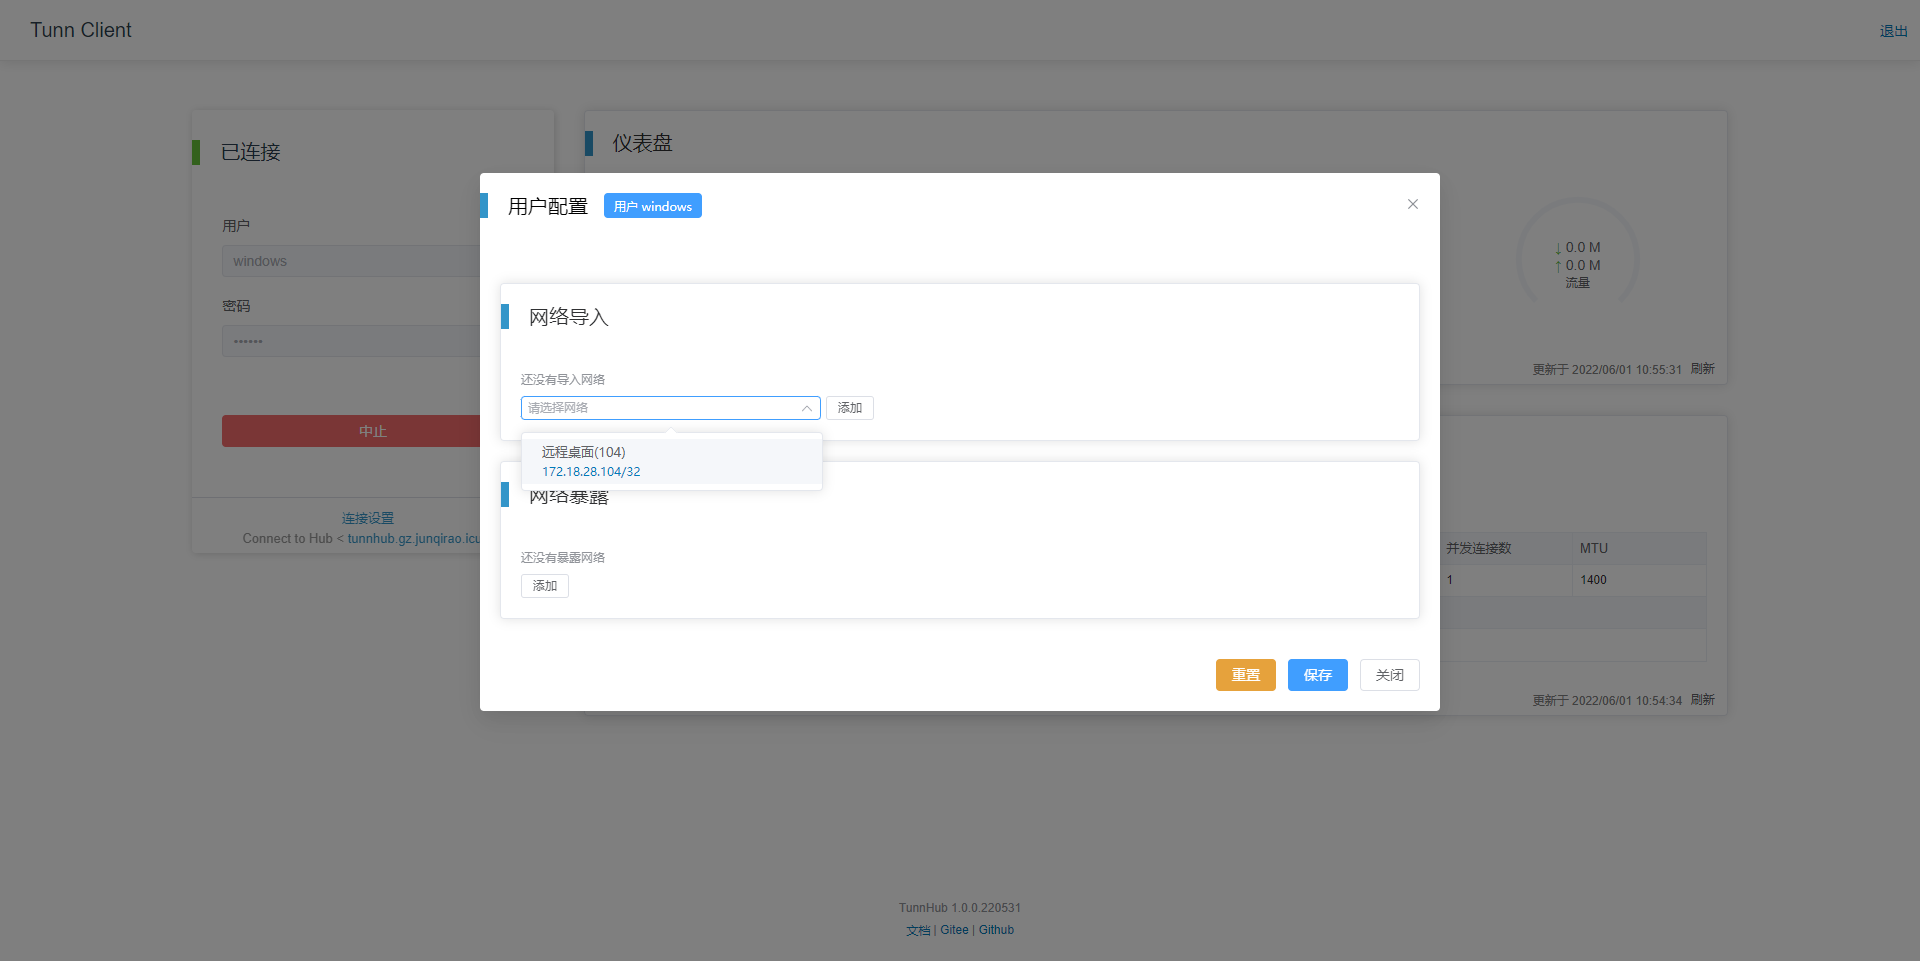 Tunn Client
退出
已连接
用户
windows
密码
••••••
中止
连接设置
Connect to Hub < tunnhub.gz.junqirao.icu
仪表盘
↓ 0.0 M
↑ 0.0 M
流量
更新于 2022/06/01 10:55:31 刷新
用户配置 用户 windows
网络导入
还没有导入网络
请选择网络 添加
远程桌面(104)
172.18.28.104/32
网络暴露
还没有暴露网络
添加
重置 保存 关闭
并发连接数 MTU
1 1400
更新于 2022/06/01 10:54:34 刷新
TunnHub 1.0.0.220531
文档 | Gitee | Github